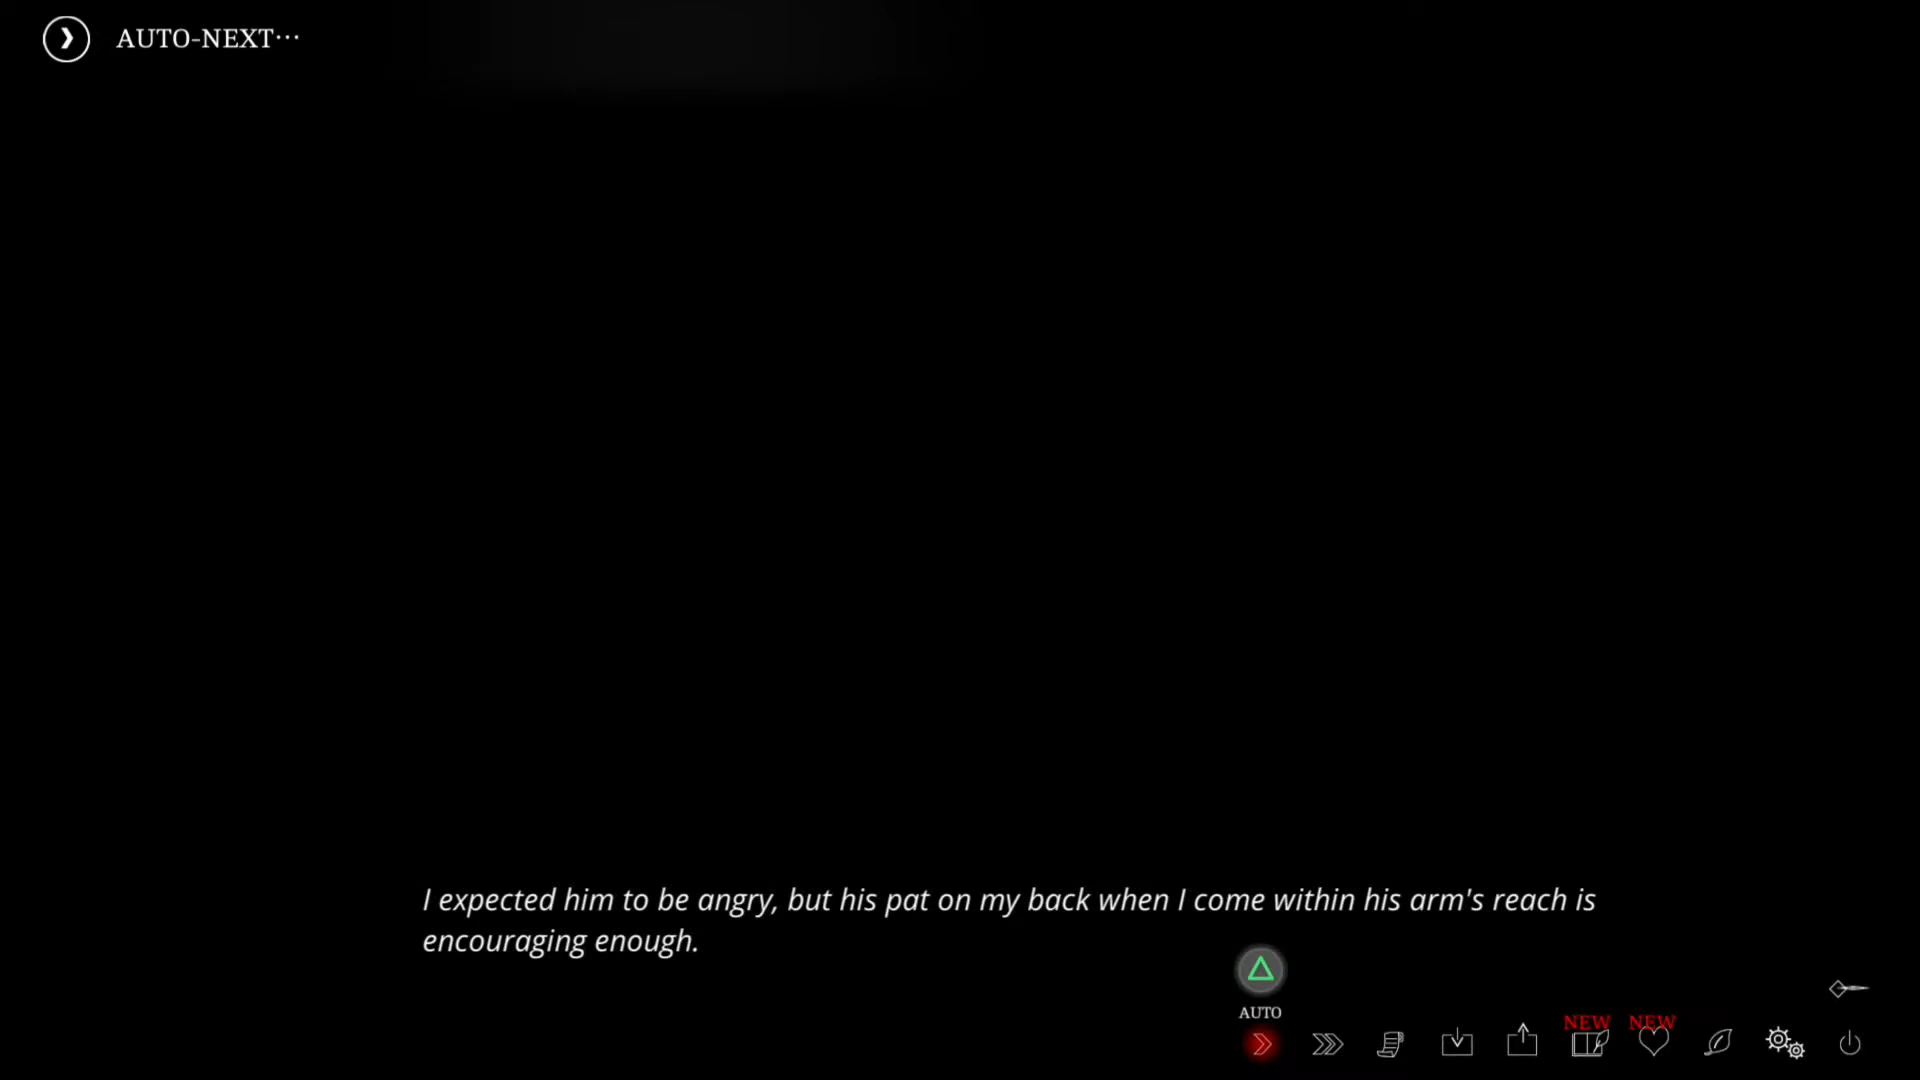 AUTO-NEXT···
I expected him to be angry, but his pat on my back when I come within his arm's reach is
encouraging enough.
AUTO
NEW NEW